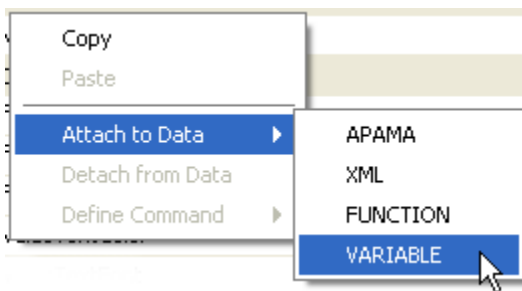 Copy
Paste
Attach to Data
Detach from Data
Define Command
APAMA
XML
FUNCTION
VARIABLE